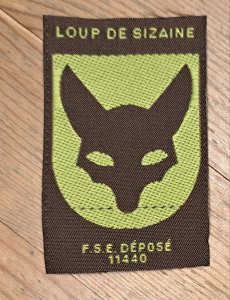 LOUP DE SIZAINE
F.S.E. DÉPOSÉ
11440